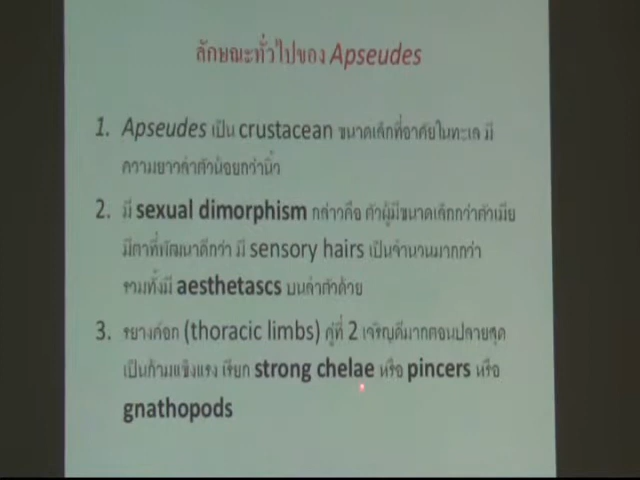 ลักษณะทั่วไปของ Apseudes
1. Apseudes เป็น crustacean ขนาดเล็กที่อาศัยในทะเล มี
ความยาวลำตัวน้อยกว่านิ้ว
2. มี sexual dimorphism กล่าวคือ ตัวผู้มีขนาดเล็กกว่าตัวเมีย
มีตาที่พัฒนาดีกว่า มี sensory hairs เป็นจำนวนมากกว่า
รวมทั้งมี aesthetascs บนลำตัวด้วย
3. รยางค์อก (thoracic limbs) คู่ที่ 2 เจริญดีมากตอนปลายสุด
เป็นก้ามแข็งแรง เรียก strong chelae หรือ pincers หรือ
gnathopods